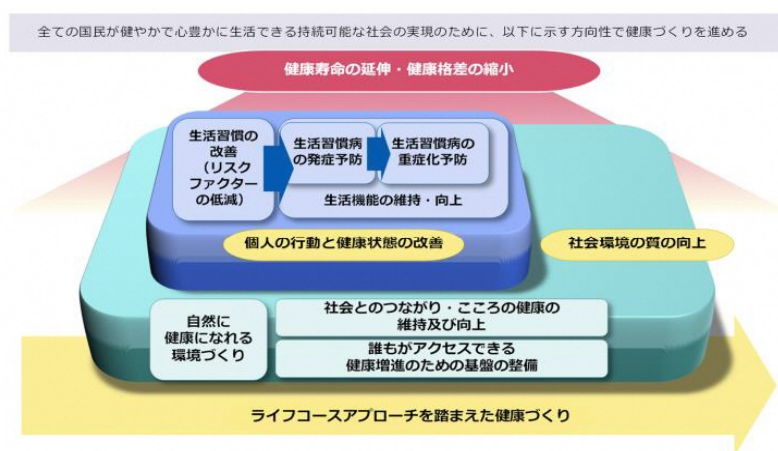 全ての国民が健やかで心豊かに生活できる持続可能な社会の実現のために、以下に示す方向性で健康づくりを進める
健康寿命の延伸・健康格差の縮小
生活習慣の
改善
（リスク
ファクター
の低減）
生活習慣病
の発症予防
生活習慣病の
重症化予防
生活機能の維持・向上
個人の行動と健康状態の改善
社会環境の質の向上
自然に
健康になれる
環境づくり
社会とのつながり・こころの健康の
維持及び向上
誰もがアクセスできる
健康増進のための基盤の整備
ライフコースアプローチを踏まえた健康づくり